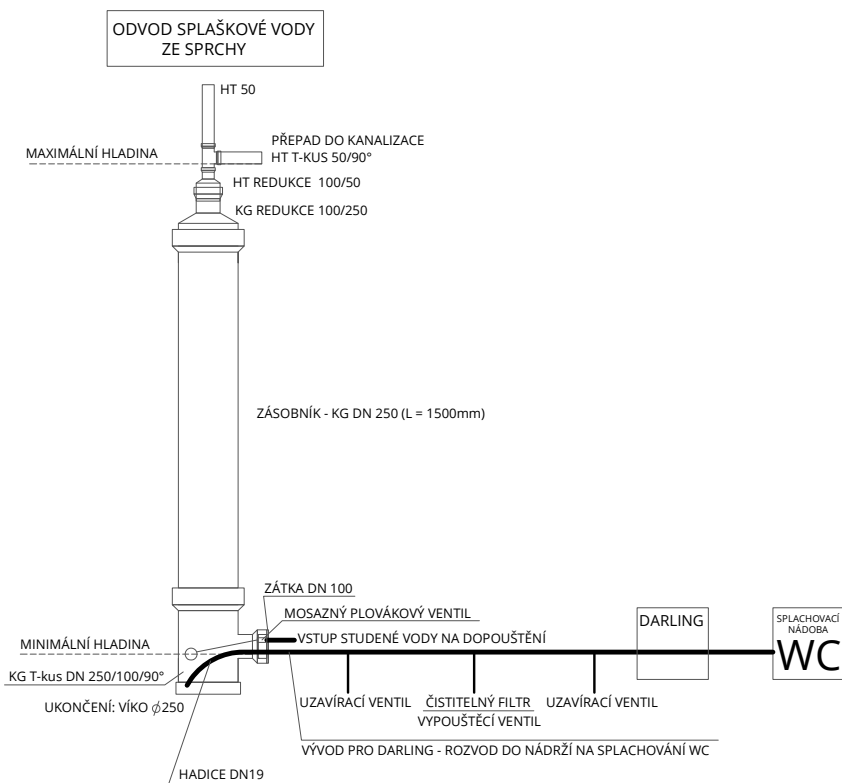 ODVOD SPLAŠKOVÉ VODY
ZE SPRCHY
HT 50
PŘEPAD DO KANALIZACE
MAXIMÁLNÍ HLADINA
HT T-KUS 50/90°
HT REDUKCE 100/50
KG REDUKCE 100/250
ZÁSOBNÍK - KG DN 250 (L = 1500mm)
ZÁTKA DN 100
MOSAZNÝ PLOVÁKOVÝ VENTIL
DARLING
SPLACHOVACÍ
NÁDOBA
WC
VSTUP STUDENÉ VODY NA DOPOUŠTĚNÍ
MINIMÁLNÍ HLADINA
KG T-kus DN 250/100/90°
UKONČENÍ: VÍKO ϕ250
UZAVÍRACÍ VENTIL
ČISTITELNÝ FILTR
VYPOUŠTĚCÍ VENTIL
UZAVÍRACÍ VENTIL
VÝVOD PRO DARLING - ROZVOD DO NÁDRŽÍ NA SPLACHOVÁNÍ WC
HADICE DN19